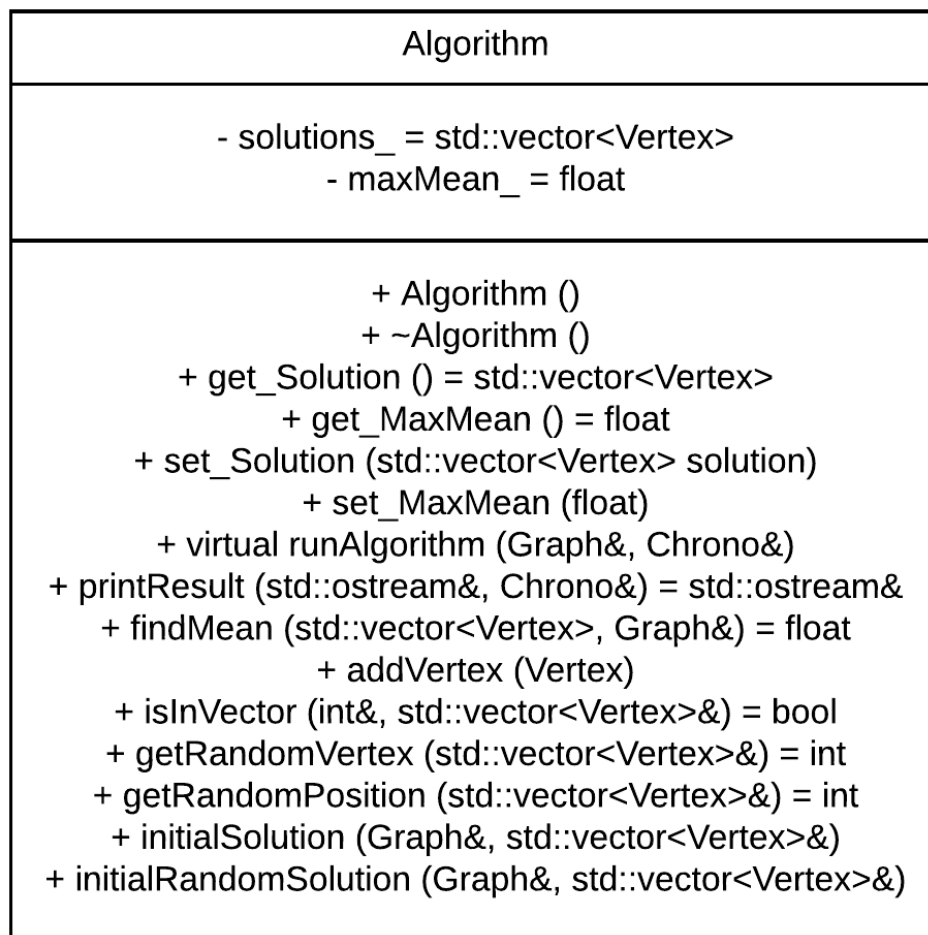 Algorithm
- solutions_ = std::vector<Vertex>
- maxMean_ = float
+ Algorithm ()
+ ~Algorithm ()
+ get_Solution () = std::vector<Vertex>
+ get_MaxMean () = float
+ set_Solution (std::vector<Vertex> solution)
+ set_MaxMean (float)
+ virtual runAlgorithm (Graph&, Chrono&)
+ printResult (std::ostream&, Chrono&) = std::ostream&
+ findMean (std::vector<Vertex>, Graph&) = float
+ addVertex (Vertex)
+ isInVector (int&, std::vector<Vertex>&) = bool
+ getRandomVertex (std::vector<Vertex>&) = int
+ getRandomPosition (std::vector<Vertex>&) = int
+ initialSolution (Graph&, std::vector<Vertex>&)
+ initialRandomSolution (Graph&, std::vector<Vertex>&)